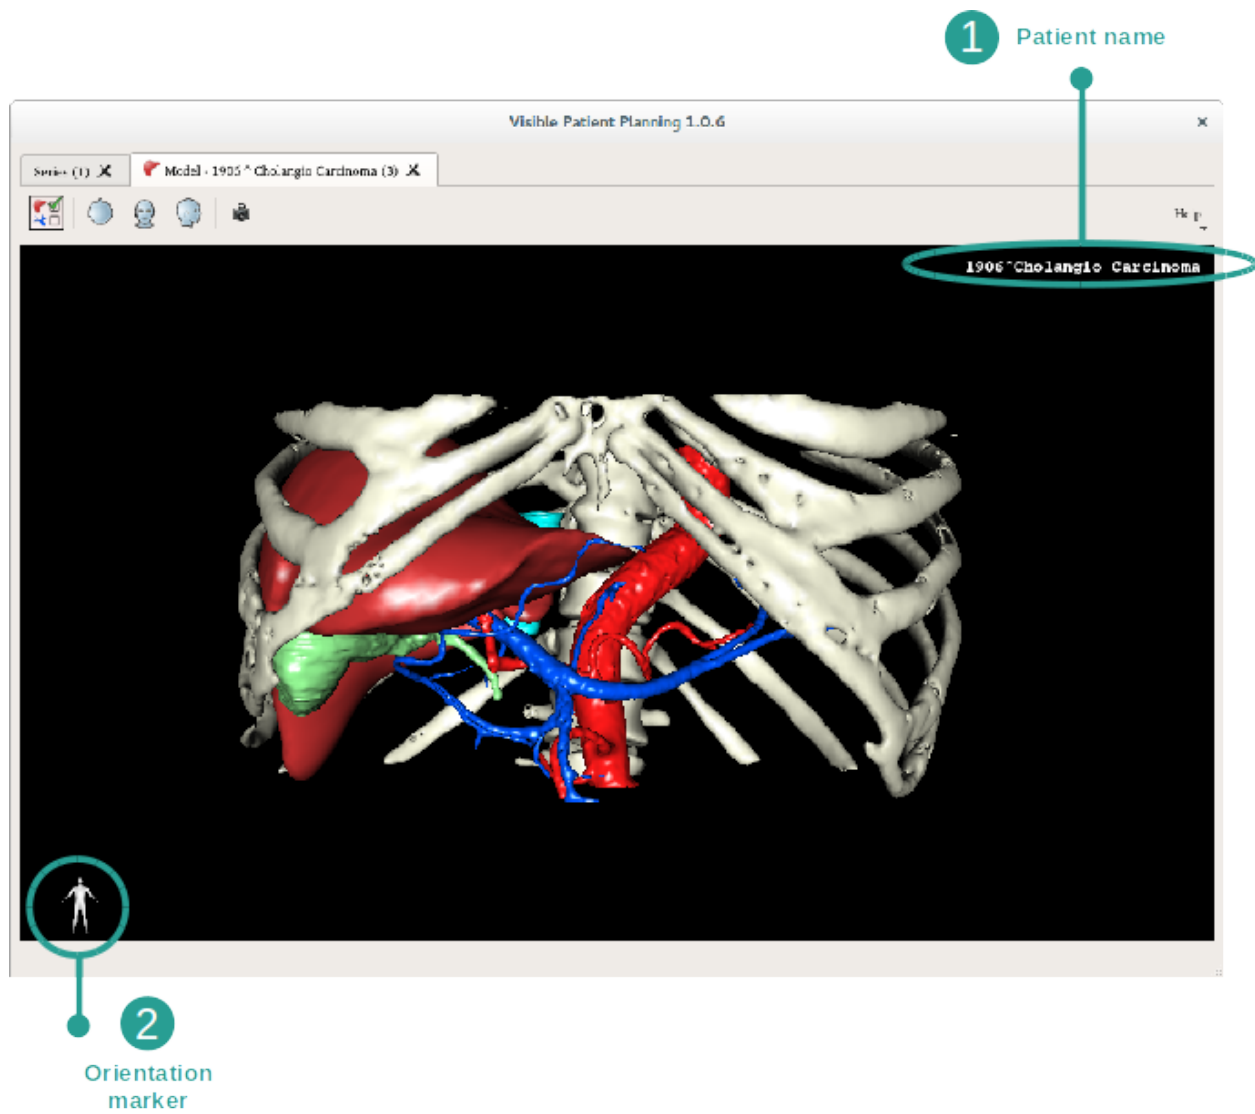 1 Patient name
Visible Patient Planning 1.0.6
Series (1)
Model - 1906^Cholangio Carcinoma (3)
Help
1906^Cholangio Carcinoma
2
Orientation
marker